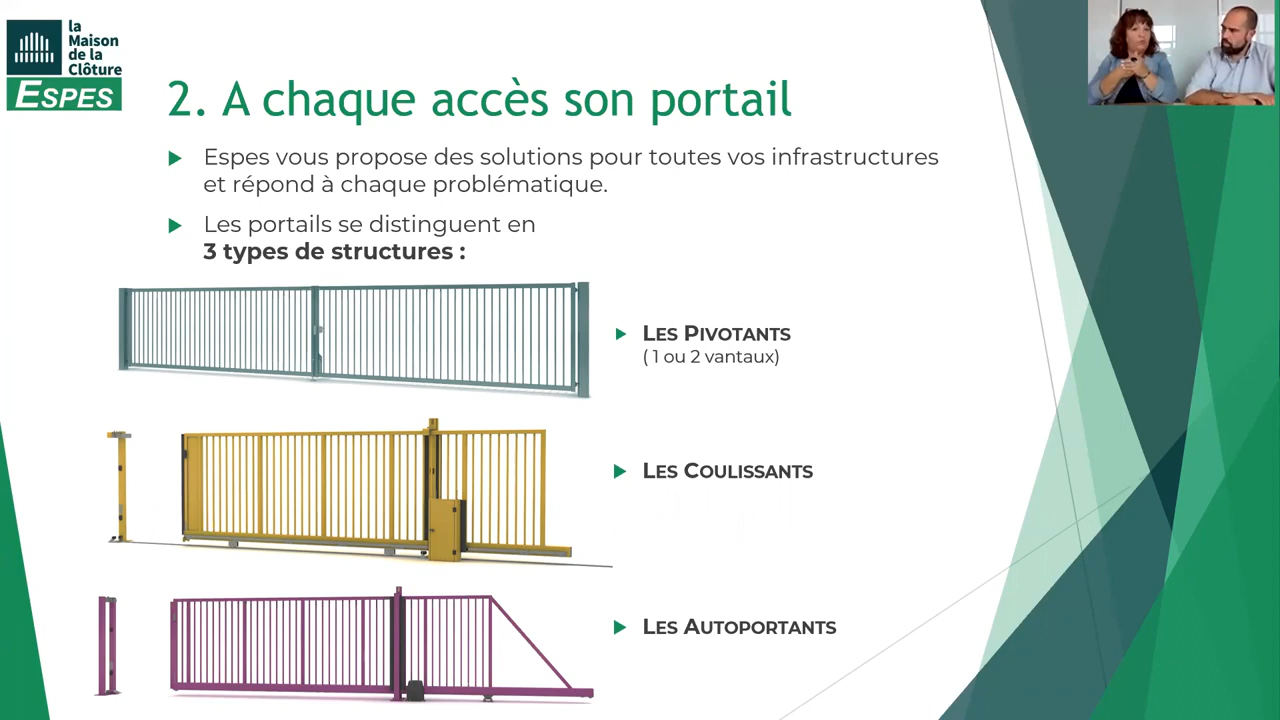 la
Maison
de la
Clôture
ESPES
2. A chaque accès son portail
Espes vous propose des solutions pour toutes vos infrastructures
et répond à chaque problématique.
Les portails se distinguent en
3 types de structures :
LES PIVOTANTS
( 1 ou 2 vantaux)
LES COULISSANTS
LES AUTOPORTANTS